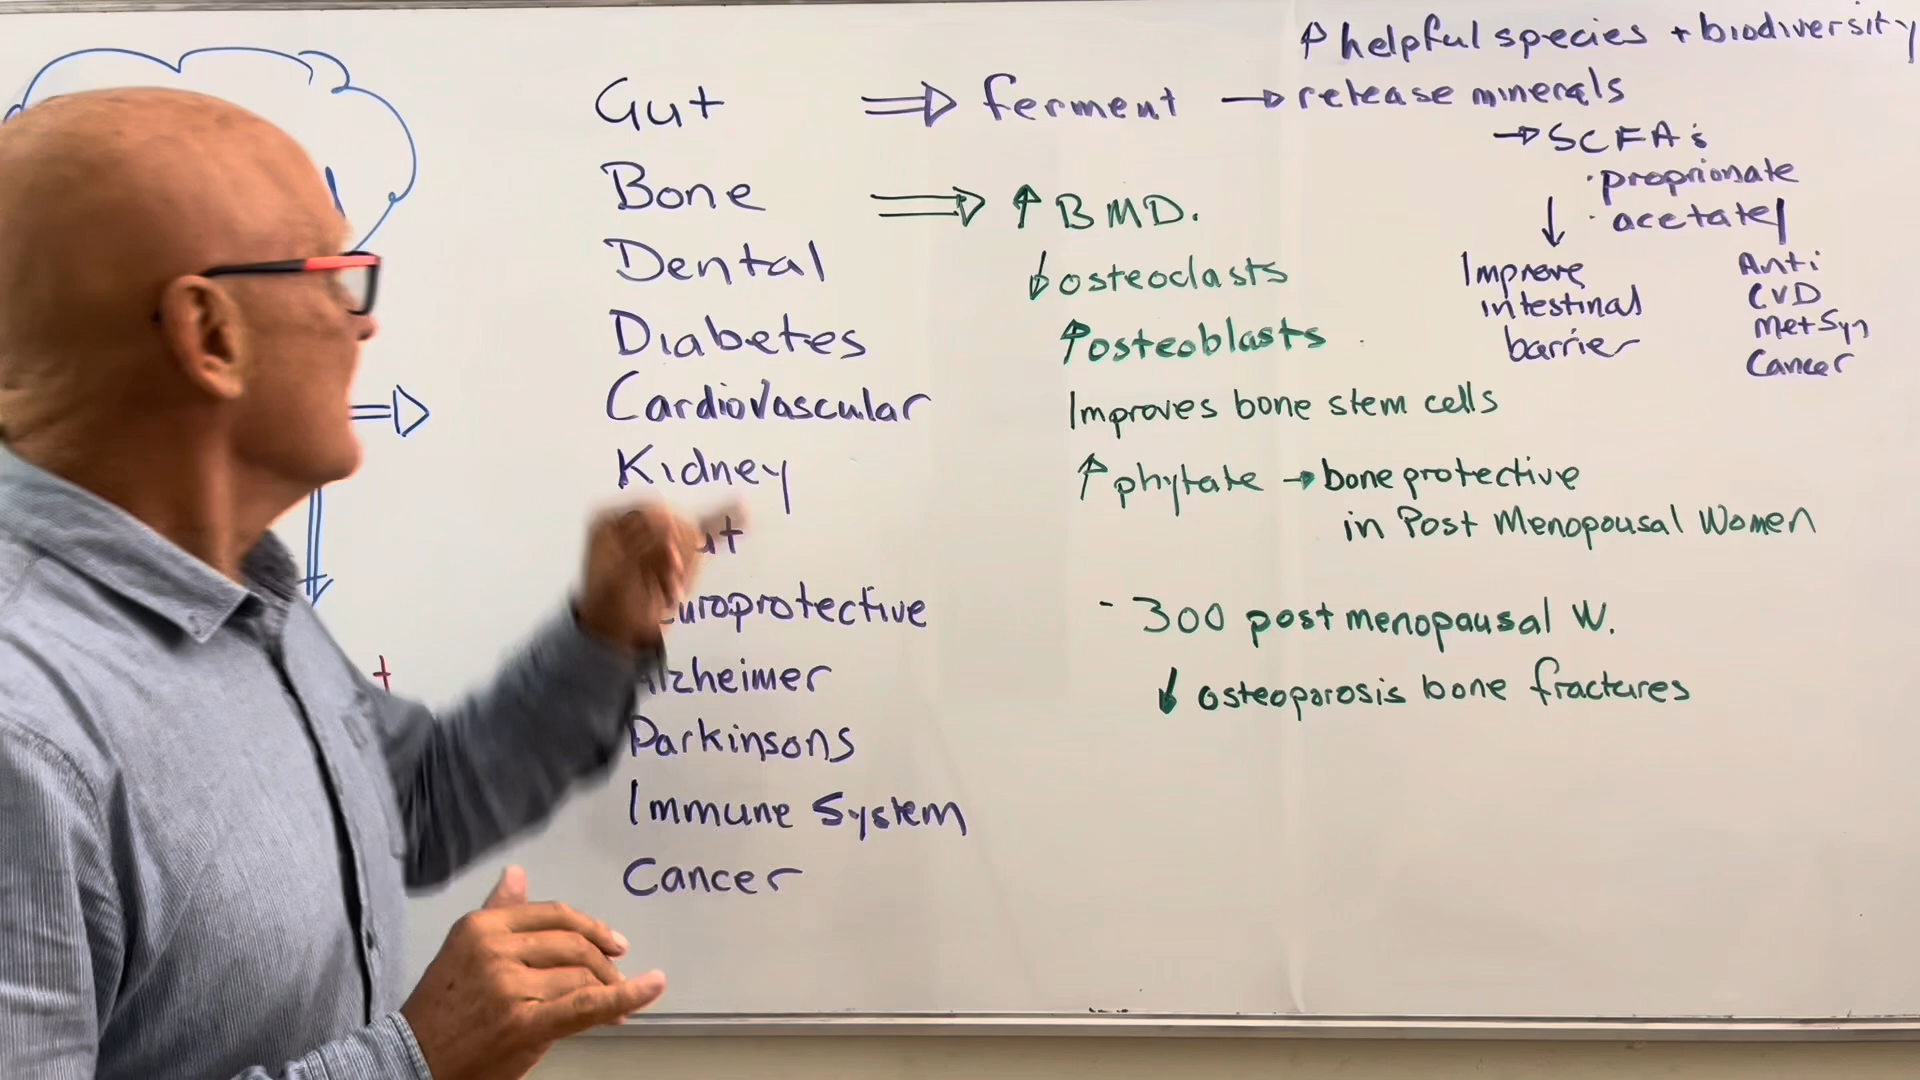 ↑ helpful species + biodiversity
Gut ⇒ ferment → release minerals
→ SCFA's
· proprionate
· acetate
↓
Improve
intestinal
barrier
Anti
CVD
MetSyn
Cancer
Bone ⇒ ↑ BMD.
Dental
↓ osteoclasts
Diabetes
↑ osteoblasts
Cardiovascular
Improves bone stem cells
Kidney
↑ phytate → bone protective
in Post Menopausal Women
- 300 post menopausal W.
↓ osteoporosis bone fractures
Parkinsons
Immune System
Cancer